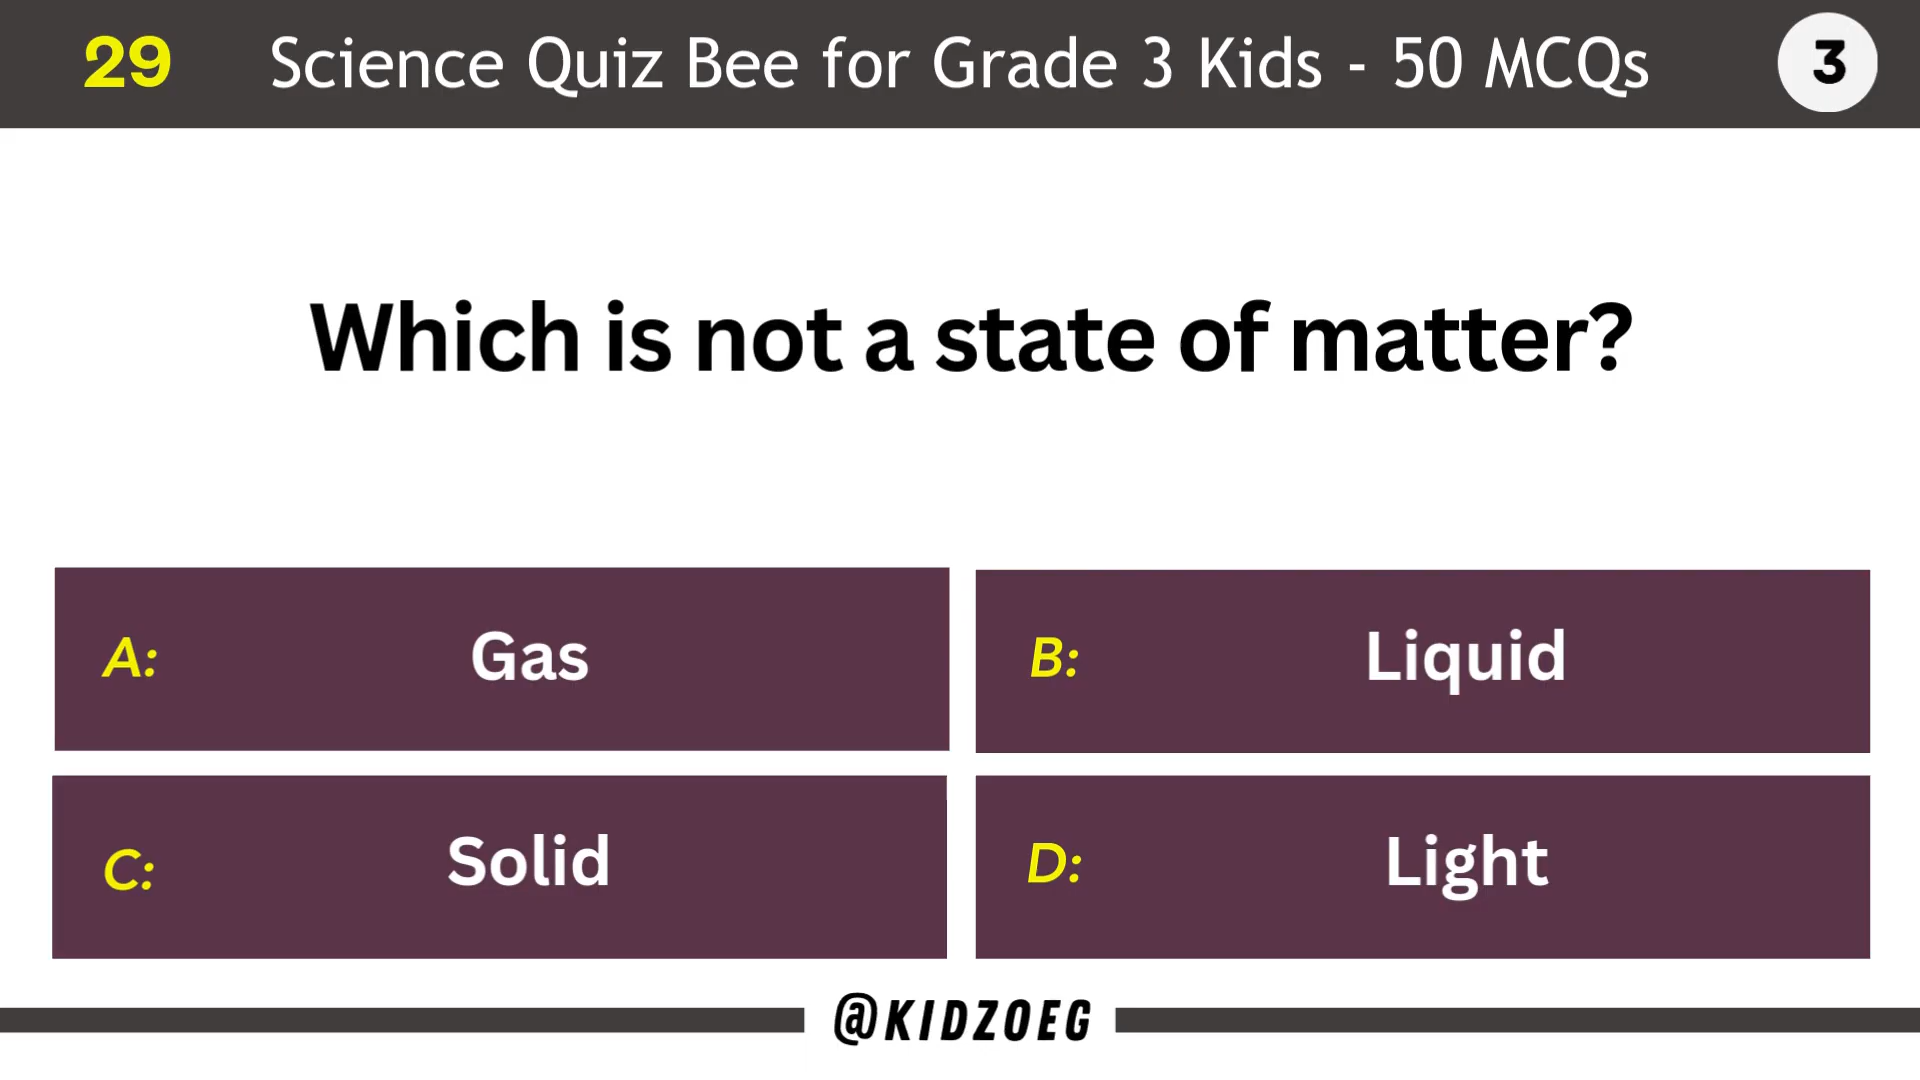 29 Science Quiz Bee for Grade 3 Kids - 50 MCQs 3
Which is not a state of matter?
A: Gas
B: Liquid
C: Solid
D: Light
@KIDZOEG